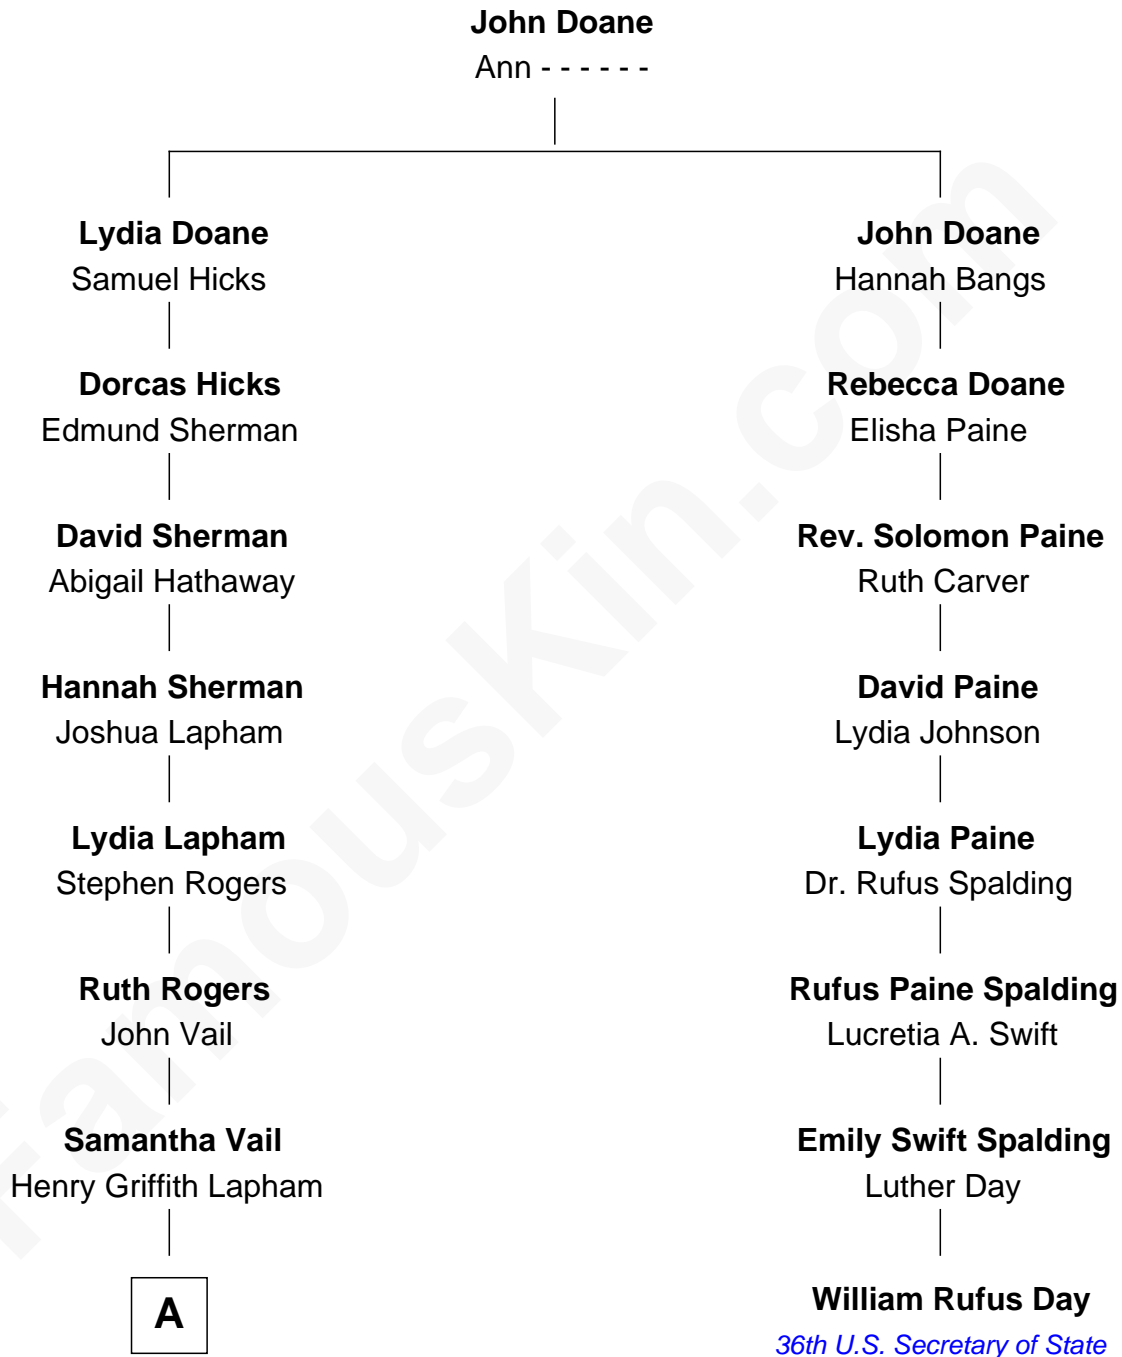 John Doane
Ann - - - - - -
Lydia Doane
Samuel Hicks
John Doane
Hannah Bangs
Dorcas Hicks
Edmund Sherman
Rebecca Doane
Elisha Paine
David Sherman
Abigail Hathaway
Rev. Solomon Paine
Ruth Carver
Hannah Sherman
Joshua Lapham
David Paine
Lydia Johnson
Lydia Lapham
Stephen Rogers
Lydia Paine
Dr. Rufus Spalding
Ruth Rogers
John Vail
Rufus Paine Spalding
Lucretia A. Swift
Samantha Vail
Henry Griffith Lapham
Emily Swift Spalding
Luther Day
A
William Rufus Day
36th U.S. Secretary of State
FamousKin.com